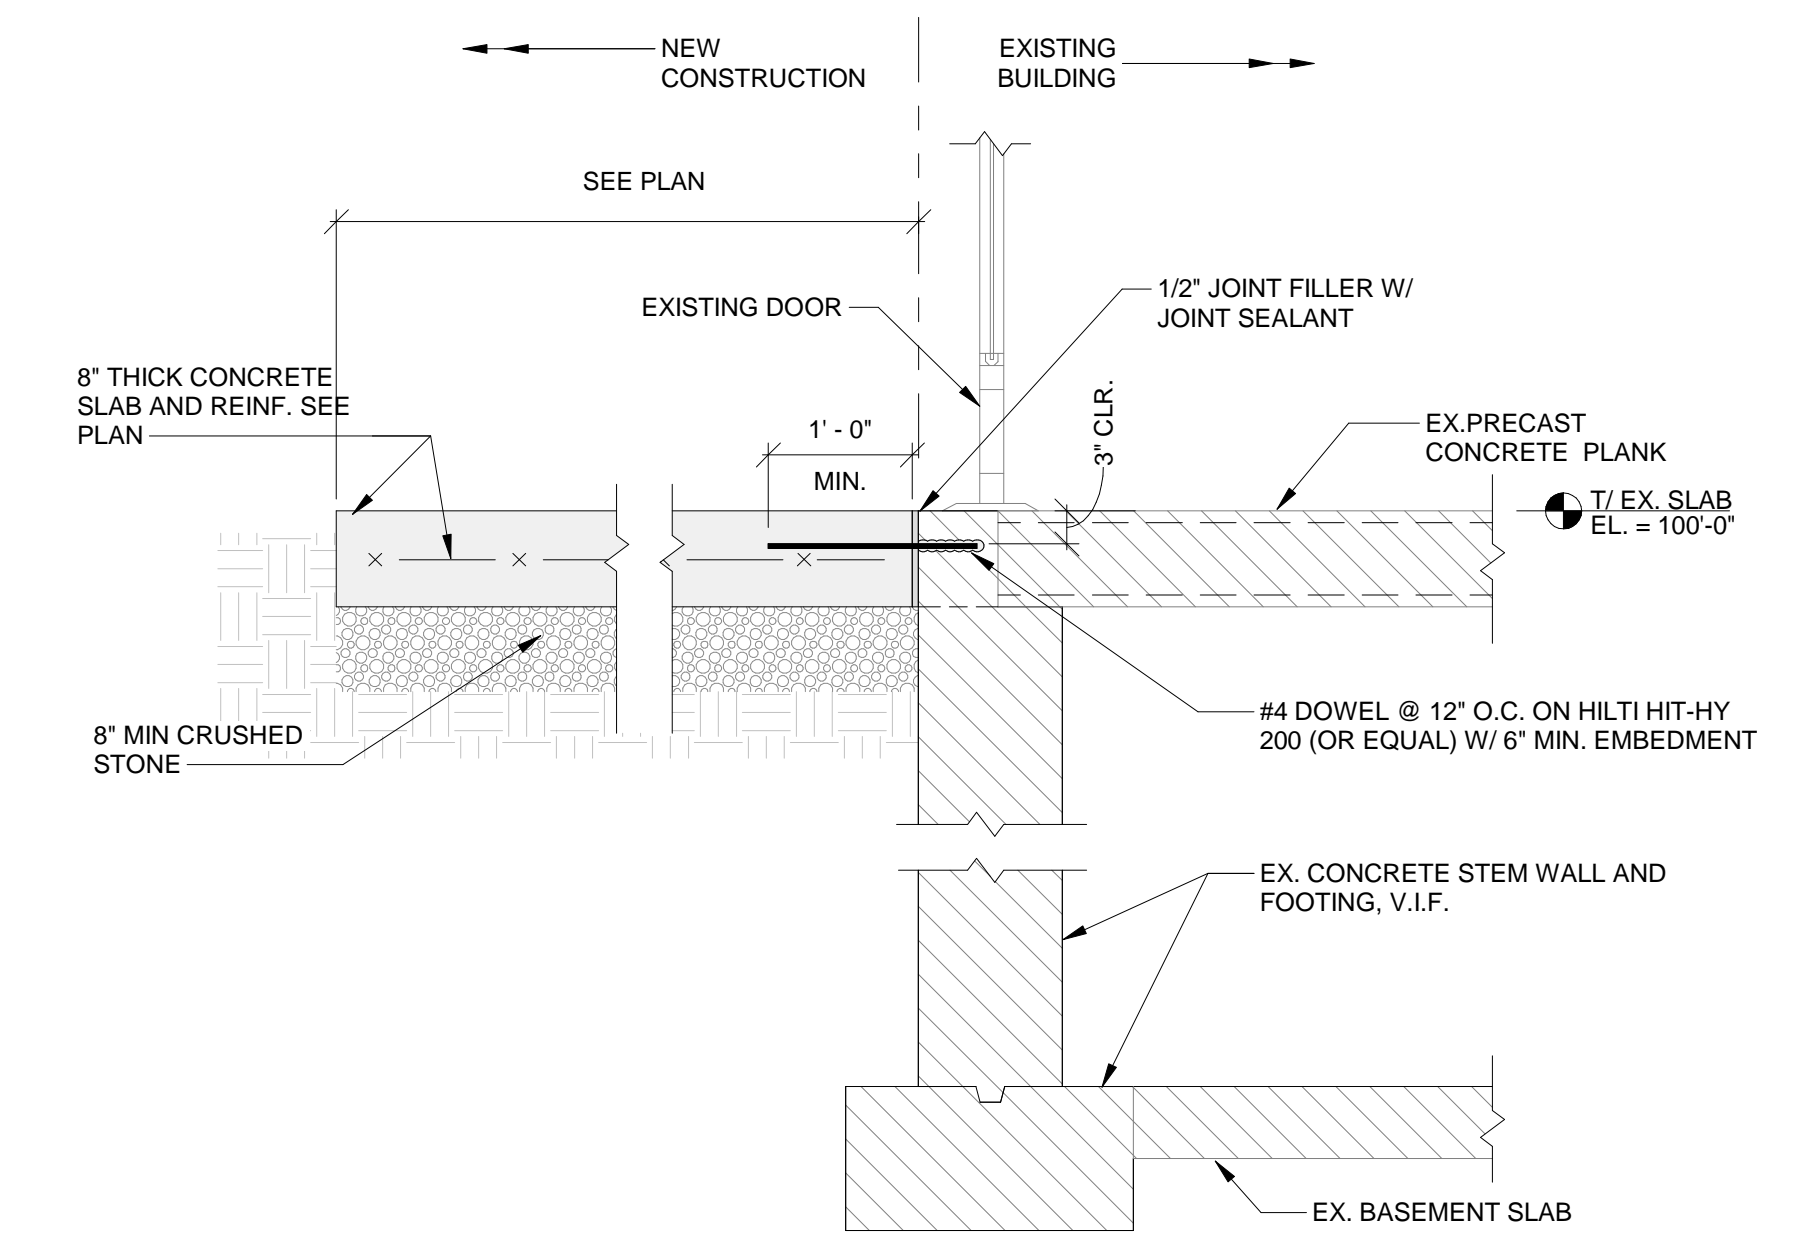 NEW
CONSTRUCTION
EXISTING
BUILDING
SEE PLAN
EXISTING DOOR
1/2" JOINT FILLER W/
JOINT SEALANT
8" THICK CONCRETE
SLAB AND REINF. SEE
PLAN
1' - 0"
MIN.
3" CLR.
EX.PRECAST
CONCRETE PLANK
T/ EX. SLAB
EL. = 100'-0"
8" MIN CRUSHED
STONE
#4 DOWEL @ 12" O.C. ON HILTI HIT-HY
200 (OR EQUAL) W/ 6" MIN. EMBEDMENT
EX. CONCRETE STEM WALL AND
FOOTING, V.I.F.
EX. BASEMENT SLAB